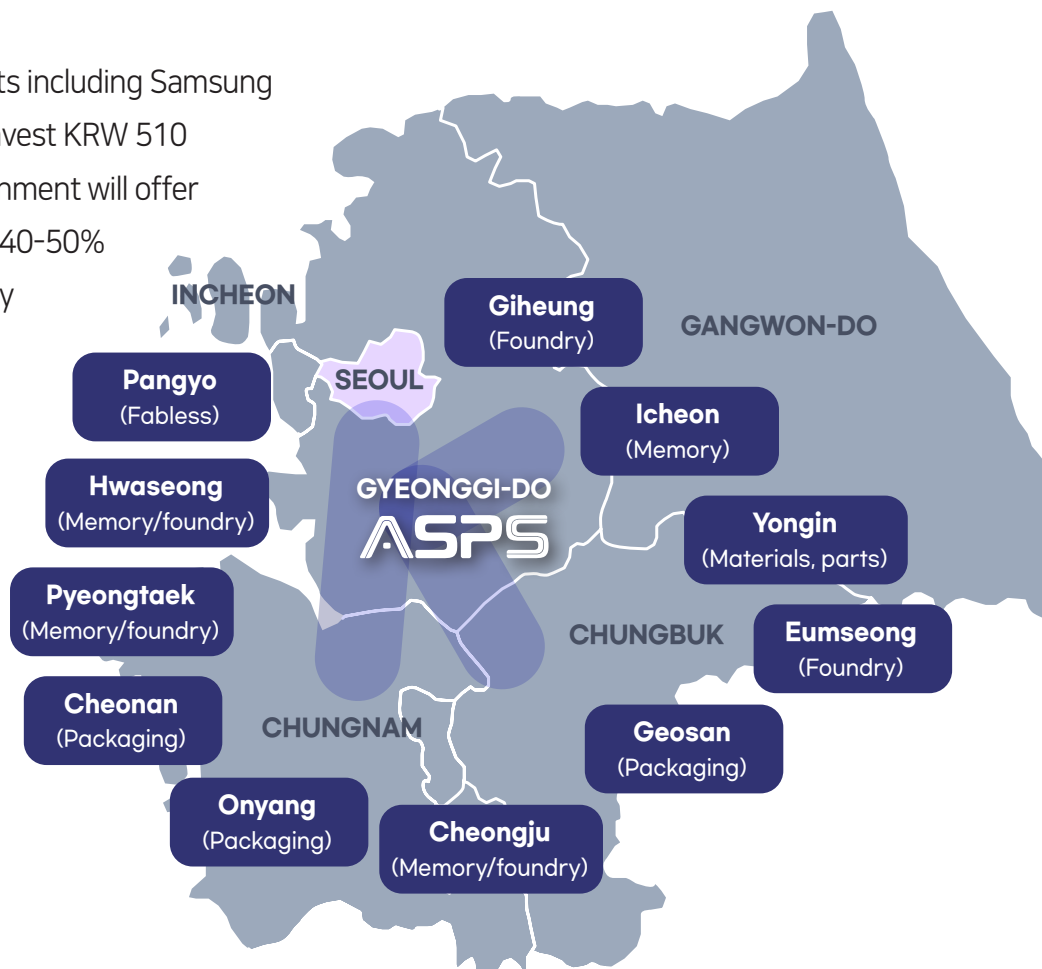 ts including Samsung
nvest KRW 510
nment will offer
40-50%
y
INCHEON
Giheung
(Foundry)
GANGWON-DO
Pangyo
(Fabless)
SEOUL
Icheon
(Memory)
Hwaseong
(Memory/foundry)
GYEONGGI-DO
ASPS
Yongin
(Materials, parts)
Pyeongtaek
(Memory/foundry)
CHUNGBUK
Eumseong
(Foundry)
Cheonan
(Packaging)
CHUNGNAM
Geosan
(Packaging)
Onyang
(Packaging)
Cheongju
(Memory/foundry)